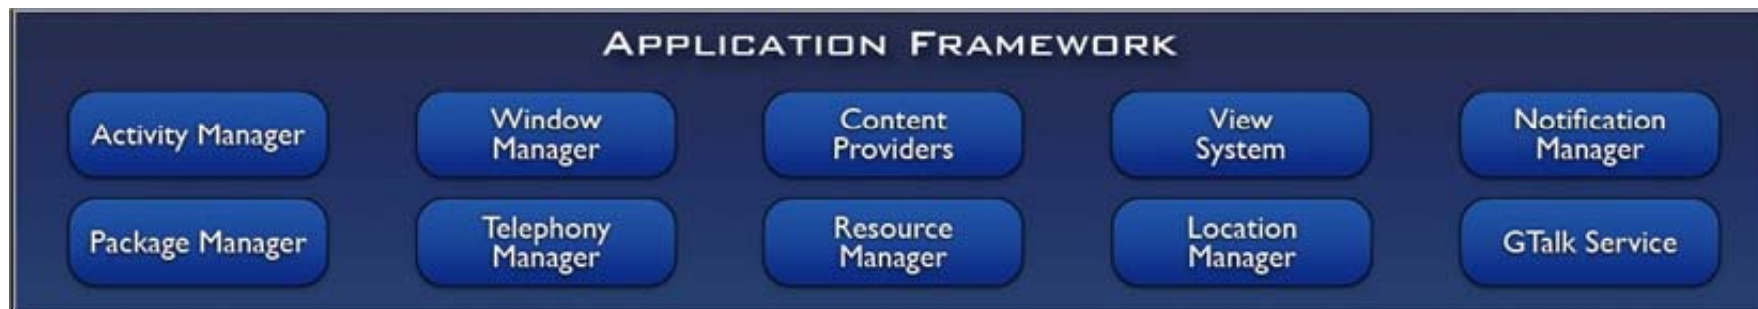 APPLICATION FRAMEWORK
Activity Manager
Window
Manager
Content
Providers
View
System
Notification
Manager
Package Manager
Telephony
Manager
Resource
Manager
Location
Manager
GTalk Service